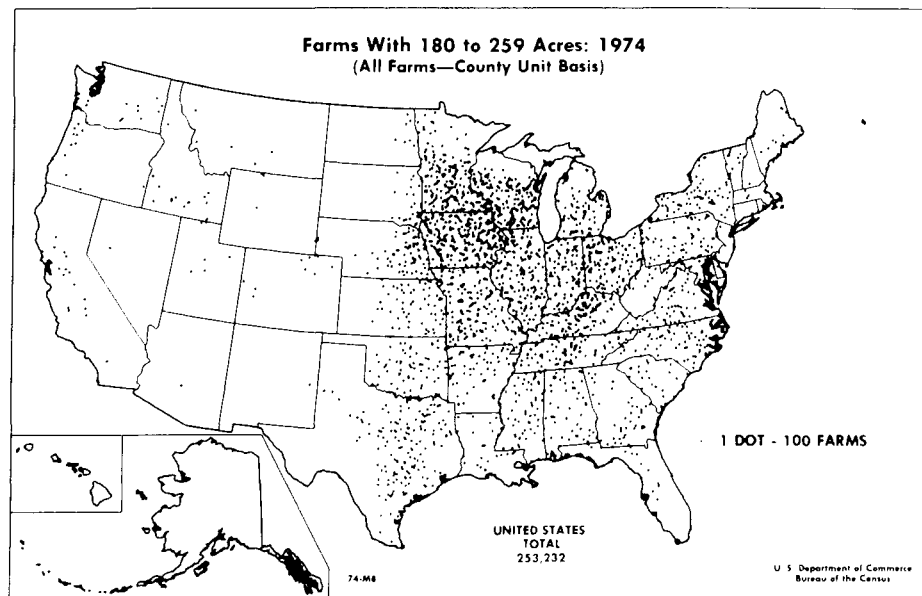 Farms With 180 to 259 Acres: 1974
(All Farms—County Unit Basis)
1 DOT - 100 FARMS
UNITED STATES
TOTAL
253,232
74-M8
U S Department of Commerce
Bureau of the Census